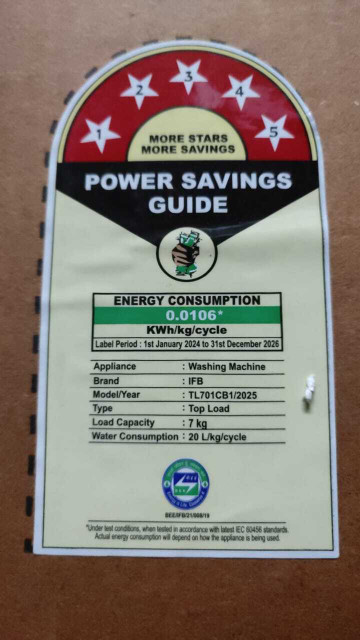 1 2 3 4 5
MORE STARS
MORE SAVINGS
POWER SAVINGS
GUIDE
ENERGY CONSUMPTION
0.0106*
KWh/kg/cycle
Label Period : 1st January 2024 to 31st December 2026
Appliance : Washing Machine
Brand : IFB
Model/Year : TL701CB1/2025
Type : Top Load
Load Capacity : 7 kg
Water Consumption : 20 L/kg/cycle
*Under test conditions, when tested in accordance with latest IEC 60456 standards.
Actual energy consumption will depend on how the appliance is being used.